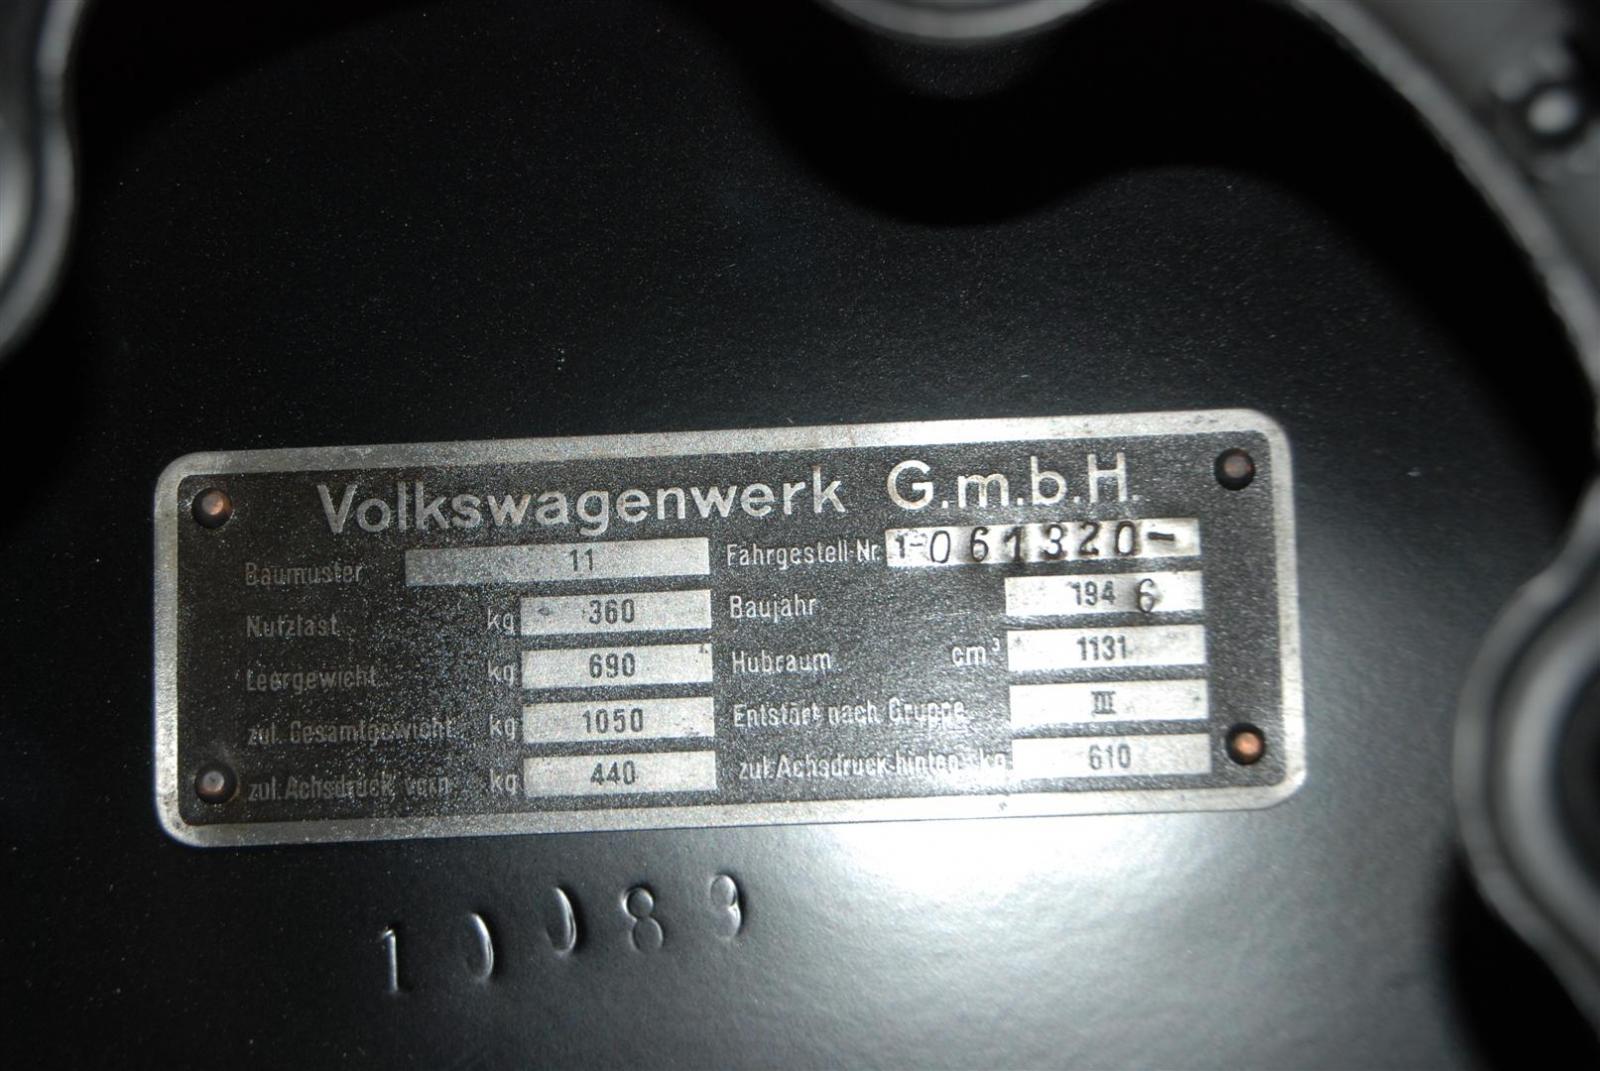 Volkswagenwerk G.m.b.H.
Baumuster 11 Fahrgestell-Nr 1-061320-
Nutzlast kg 360 Baujahr 1946
Leergewicht kg 690 Hubraum cm³ 1131
zul. Gesamtgewicht kg 1050 Entstört nach Gruppe III
zul. Achsdruck vorn kg 440 zul. Achsdruck hinten kg 610
10089